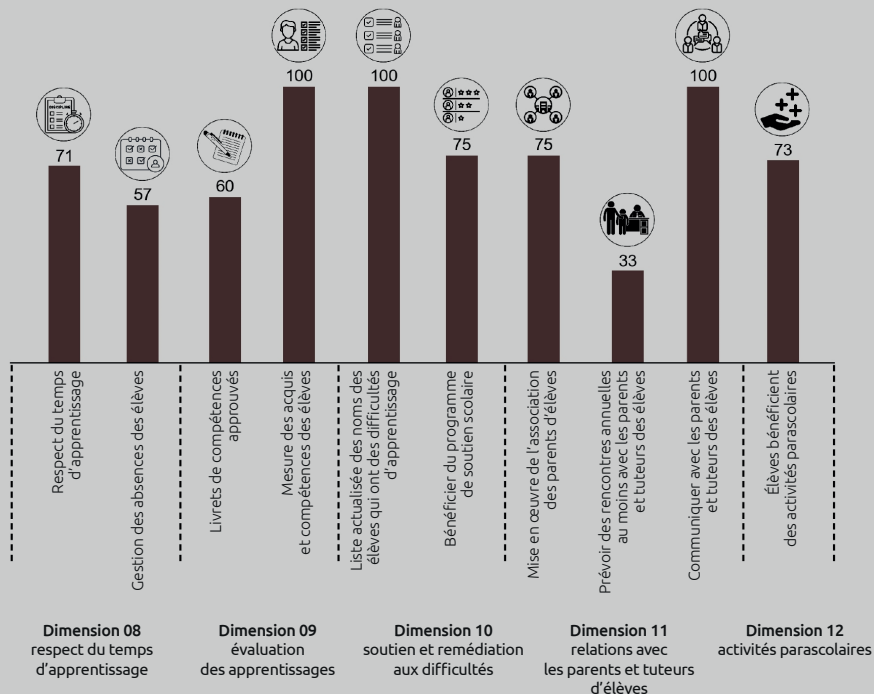 DISCIPLINE
71
57
60
100
100
75
75
33
100
73
Respect du temps
d'apprentissage
Gestion des absences des élèves
Livrets de compétences
approuvés
Mesure des acquis
et compétences des élèves
Liste actualisée des noms des
élèves qui ont des difficultés
d'apprentissage
Bénéficier du programme
de soutien scolaire
Mise en œuvre de l'association
des parents d'élèves
Prévoir des rencontres annuelles
au moins avec les parents
et tuteurs des élèves
Communiquer avec les parents
et tuteurs des élèves
Élèves bénéficient
des activités parascolaires
Dimension 08
respect du temps
d'apprentissage
Dimension 09
évaluation
des apprentissages
Dimension 10
soutien et remédiation
aux difficultés
Dimension 11
relations avec
les parents et tuteurs
d'élèves
Dimension 12
activités parascolaires